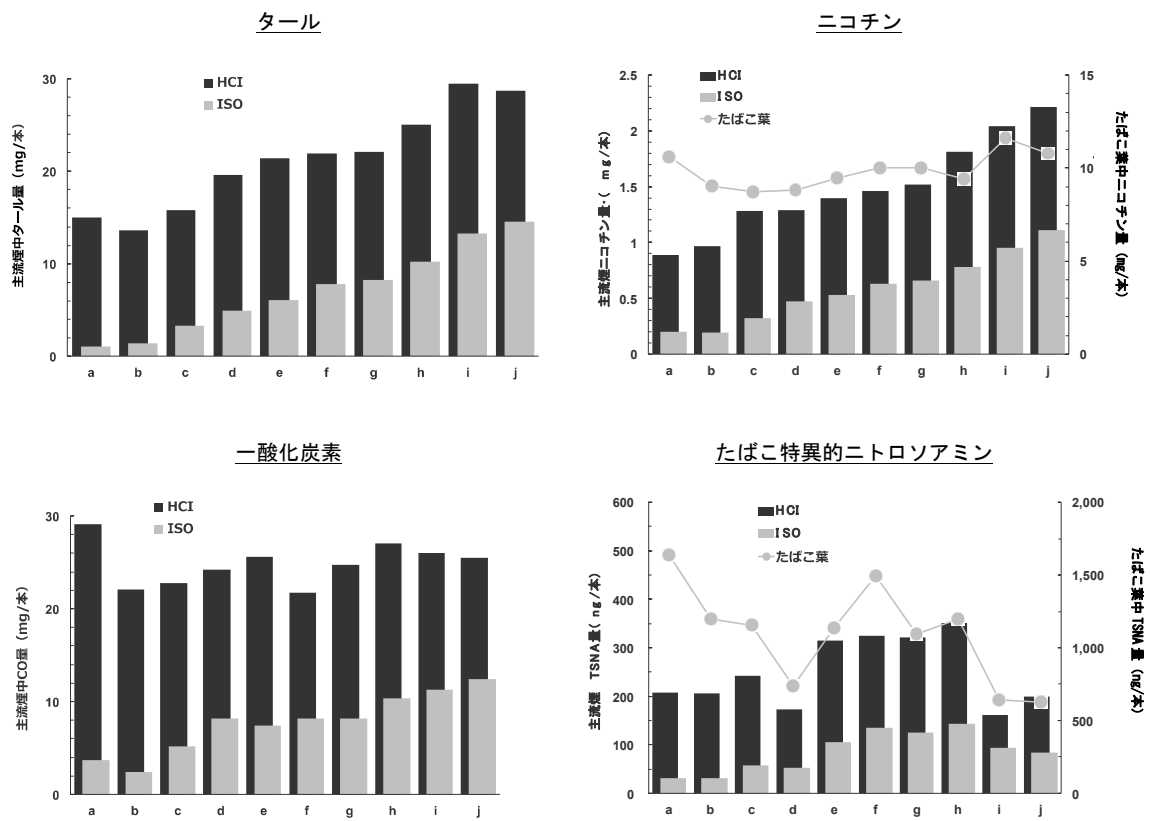 タール
HCI
ISO
主流煙中タール量 (mg/本)
30
20
10
0
a b c d e f g h i j
ニコチン
HCI
ISO
たばこ葉
主流煙ニコチン量・( mg/本)
2.5
2
1.5
1
0.5
0
15
10
5
0
たばこ葉中ニコチン量 (mg/本)
a b c d e f g h i j
一酸化炭素
HCI
ISO
主流煙中CO量 (mg/本)
30
20
10
0
a b c d e f g h i j
たばこ特異的ニトロソアミン
HCI
ISO
たばこ葉
主流煙 TSNA量( ng/本)
600
500
400
300
200
100
0
2,000
1,500
1,000
500
0
たばこ葉中 TSNA 量 (ng/本)
a b c d e f g h i j